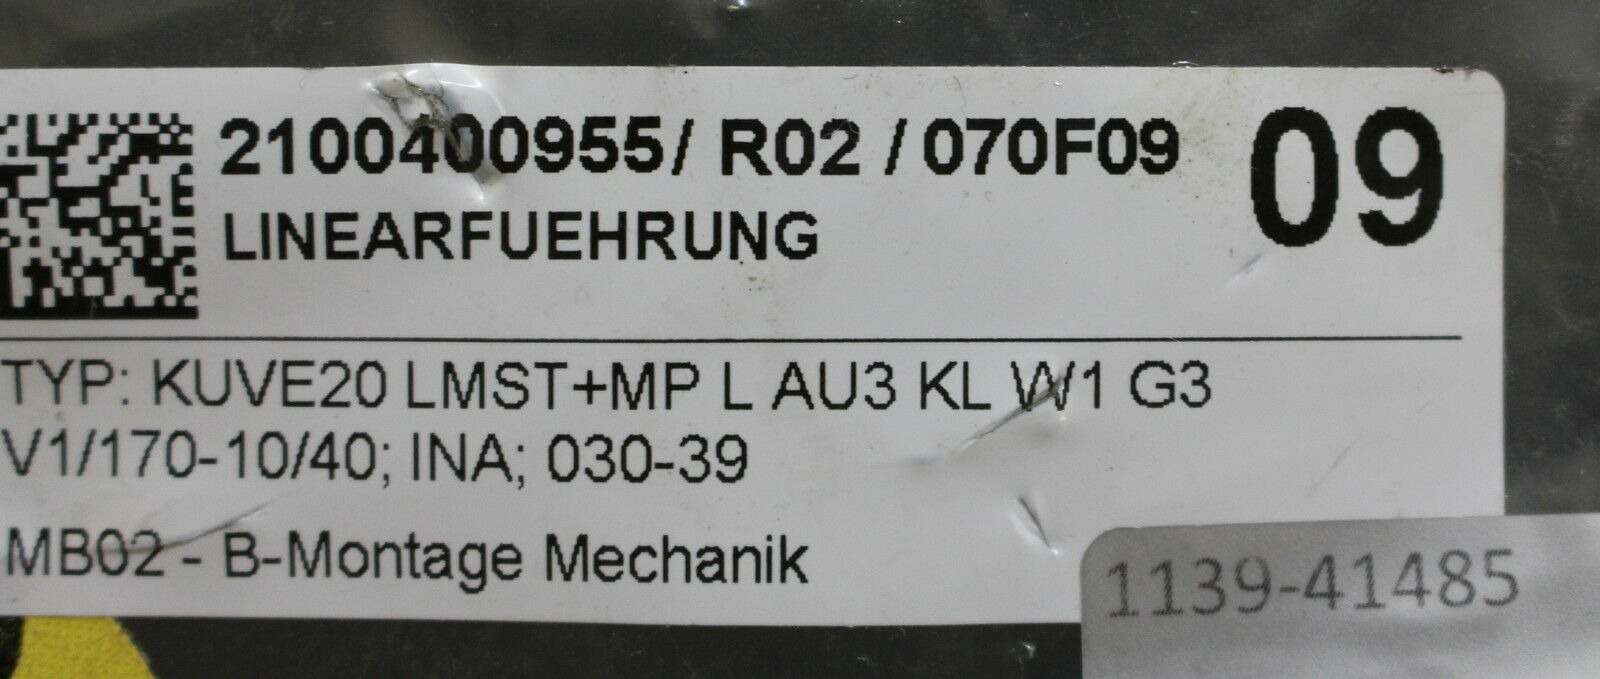 2100400955/ R02 / 070F09
09
LINEARFUEHRUNG
TYP: KUVE20 LMST+MP L AU3 KL W1 G3
V1/170-10/40; INA; 030-39
MB02 - B-Montage Mechanik
1139-41485